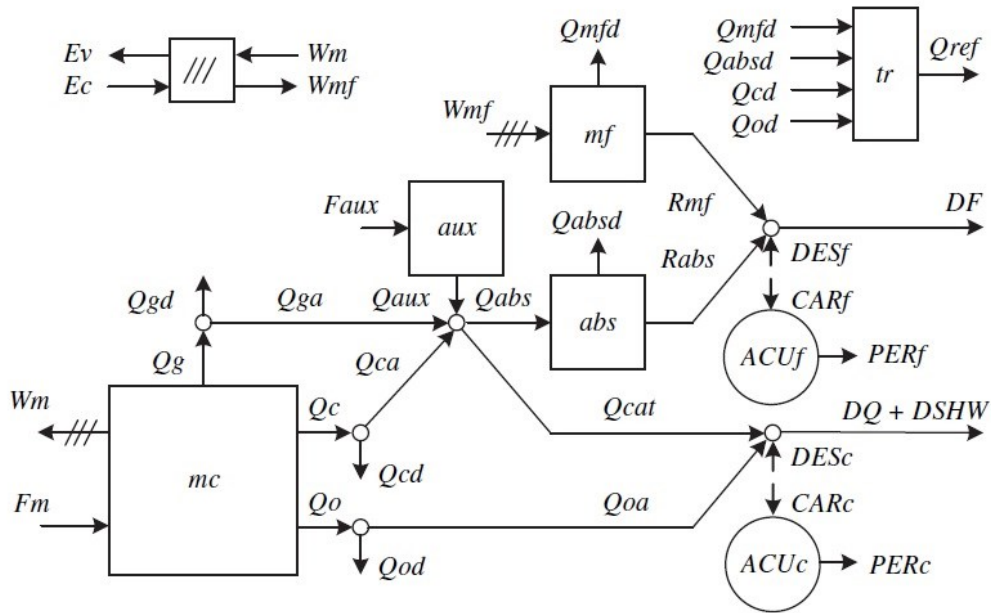 Ev
Ec
///
Wm
Wmf
Qmfd
Wmf
mf
Qmfd
Qabsd
Qcd
Qod
tr
Qref
Faux
aux
Qabsd
Rmf
Rabs
DF
DESf
CARf
ACUf
PERf
Qgd
Qga
Qaux
Qabs
abs
Qg
Qca
Wm
Qc
Qcd
Qcat
DQ + DSHW
mc
Fm
Qo
Qod
Qoa
DESc
CARc
ACUc
PERc